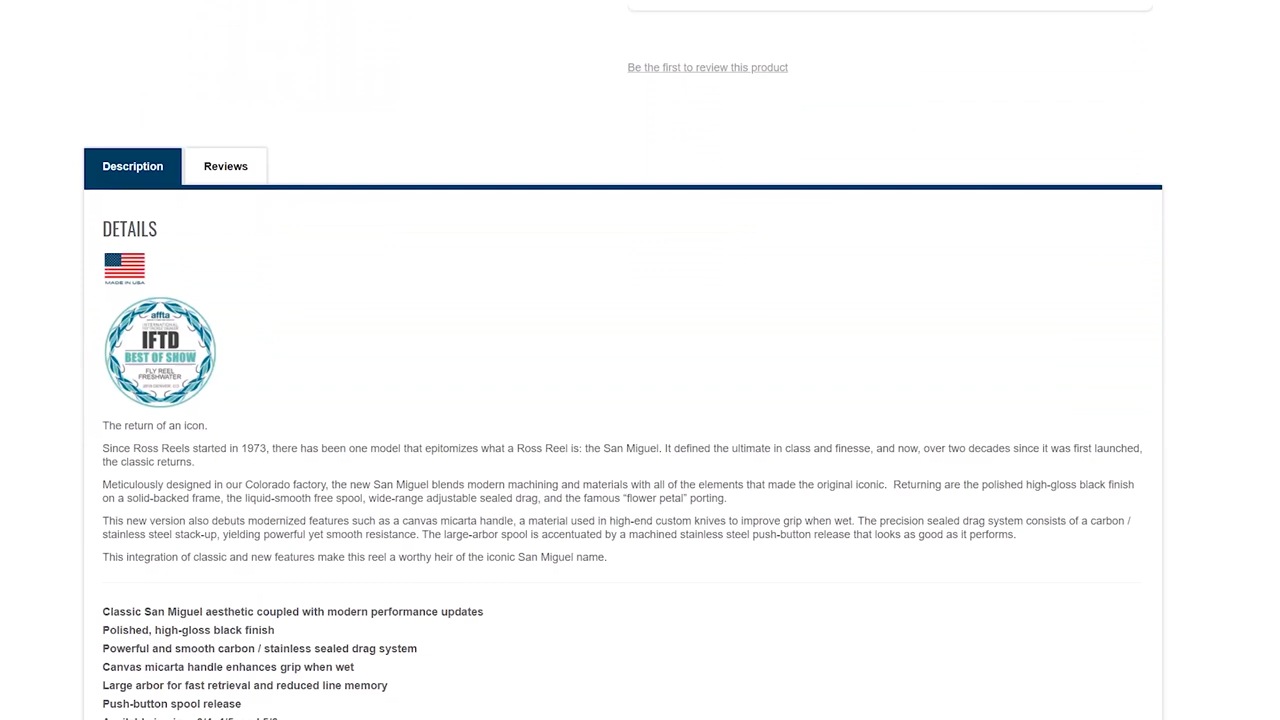 Be the first to review this product
Description
Reviews
DETAILS
MADE IN USA
affta
IFTD
BEST OF SHOW
FLY REEL
FRESHWATER
The return of an icon.
Since Ross Reels started in 1973, there has been one model that epitomizes what a Ross Reel is: the San Miguel. It defined the ultimate in class and finesse, and now, over two decades since it was first launched,
the classic returns.
Meticulously designed in our Colorado factory, the new San Miguel blends modern machining and materials with all of the elements that made the original iconic.  Returning are the polished high-gloss black finish
on a solid-backed frame, the liquid-smooth free spool, wide-range adjustable sealed drag, and the famous “flower petal” porting.
This new version also debuts modernized features such as a canvas micarta handle, a material used in high-end custom knives to improve grip when wet. The precision sealed drag system consists of a carbon /
stainless steel stack-up, yielding powerful yet smooth resistance. The large-arbor spool is accentuated by a machined stainless steel push-button release that looks as good as it performs.
This integration of classic and new features make this reel a worthy heir of the iconic San Miguel name.
Classic San Miguel aesthetic coupled with modern performance updates
Polished, high-gloss black finish
Powerful and smooth carbon / stainless sealed drag system
Canvas micarta handle enhances grip when wet
Large arbor for fast retrieval and reduced line memory
Push-button spool release